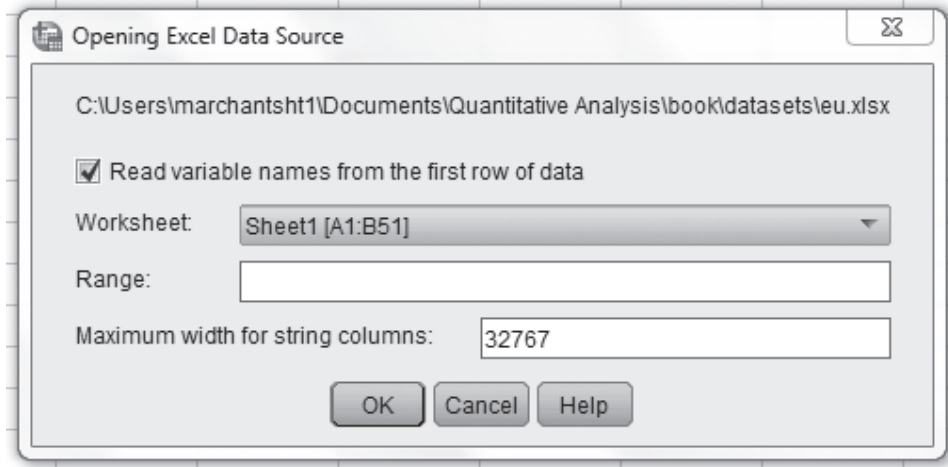 Opening Excel Data Source
C:\Users\marchantsht1\Documents\Quantitative Analysis\book\datasets\eu.xlsx
Read variable names from the first row of data
Worksheet: Sheet1 [A1:B51]
Range:
Maximum width for string columns: 32767
OK Cancel Help